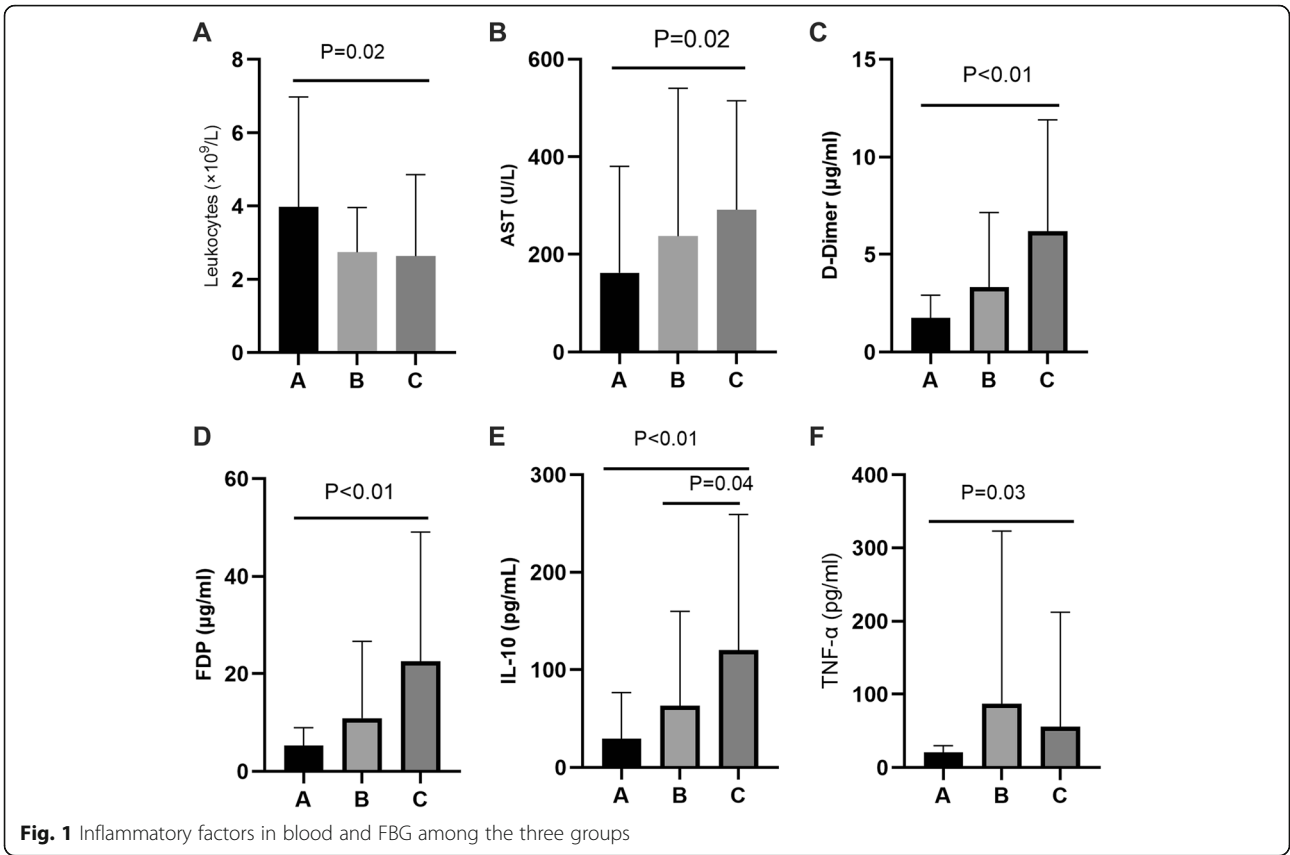 A
P=0.02
8
6
4
2
0
Leukocytes (×10⁹/L)
A B C
B
P=0.02
600
400
200
0
AST (U/L)
A B C
C
P<0.01
15
10
5
0
D-Dimer (µg/ml)
A B C
D
P<0.01
60
40
20
0
FDP (µg/ml)
A B C
E
P<0.01
P=0.04
300
200
100
0
IL-10 (pg/mL)
A B C
F
P=0.03
400
300
200
100
0
TNF-α (pg/ml)
A B C
Fig. 1 Inflammatory factors in blood and FBG among the three groups